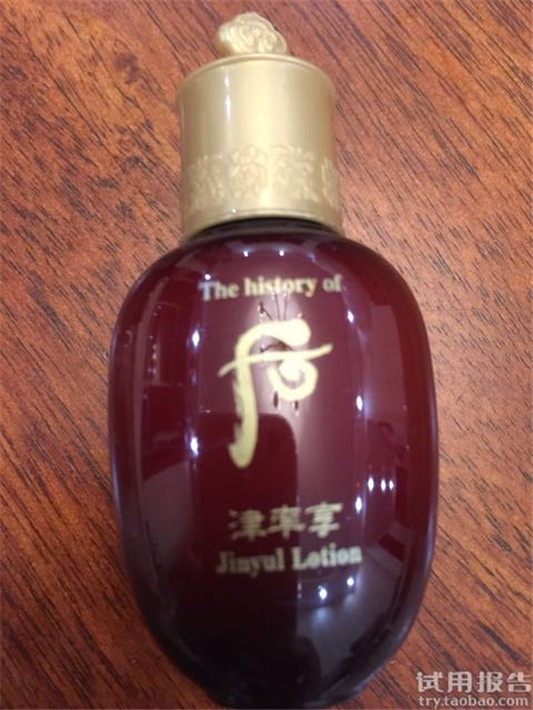 The history of
后
津率享
Jinyul Lotion
试用报告
try.taobao.com